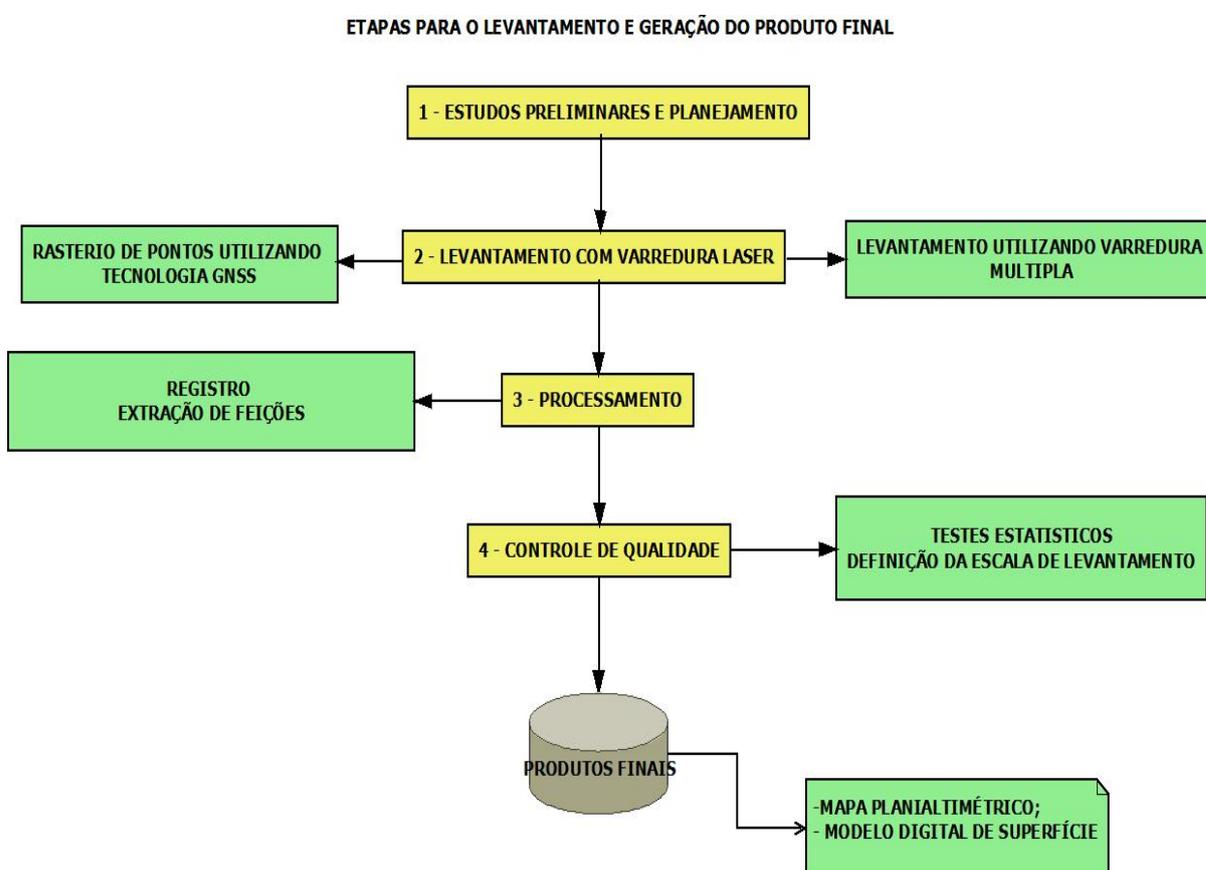 ETAPAS PARA O LEVANTAMENTO E GERAÇÃO DO PRODUTO FINAL
1 - ESTUDOS PRELIMINARES E PLANEJAMENTO
RASTERIO DE PONTOS UTILIZANDO
TECNOLOGIA GNSS
2 - LEVANTAMENTO COM VARREDURA LASER
LEVANTAMENTO UTILIZANDO VARREDURA
MULTIPLA
REGISTRO
EXTRAÇÃO DE FEIÇÕES
3 - PROCESSAMENTO
4 - CONTROLE DE QUALIDADE
TESTES ESTATISTICOS
DEFINIÇÃO DA ESCALA DE LEVANTAMENTO
PRODUTOS FINAIS
-MAPA PLANIALTIMÉTRICO;
- MODELO DIGITAL DE SUPERFÍCIE